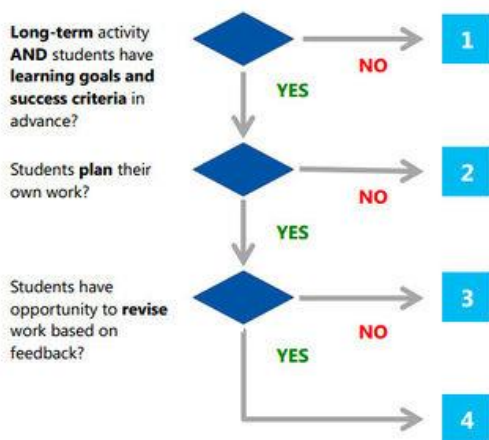 Long-term activity
AND students have
learning goals and
success criteria in
advance?
1
NO
YES
Students plan their
own work?
2
NO
YES
Students have
opportunity to revise
work based on
feedback?
3
NO
YES
4